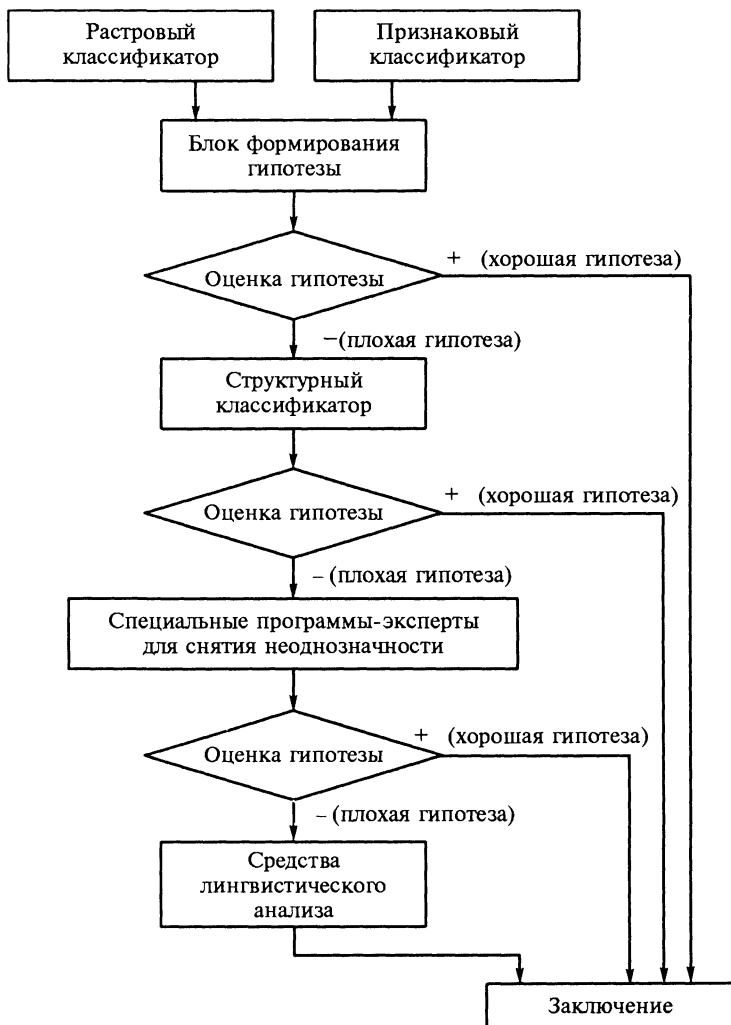 Растровый
классификатор
Признаковый
классификатор
Блок формирования
гипотезы
Оценка гипотезы
+ (хорошая гипотеза)
−(плохая гипотеза)
Структурный
классификатор
Оценка гипотезы
+ (хорошая гипотеза)
− (плохая гипотеза)
Специальные программы-эксперты
для снятия неоднозначности
Оценка гипотезы
+ (хорошая гипотеза)
− (плохая гипотеза)
Средства
лингвистического
анализа
Заключение